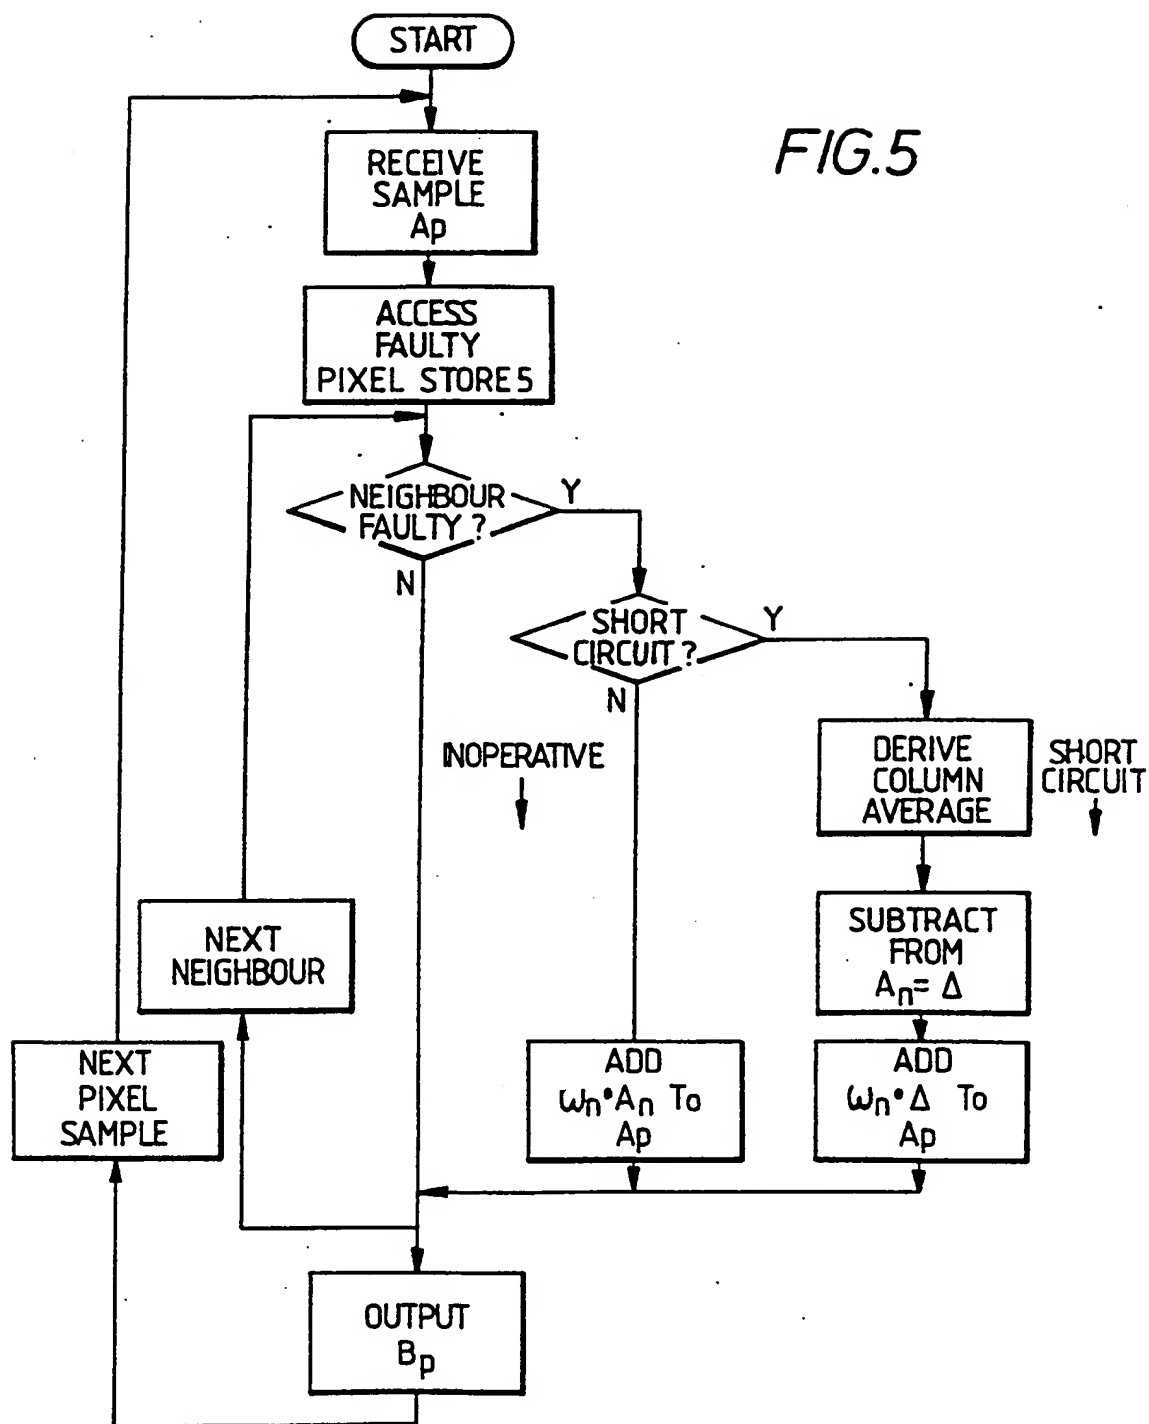 START
FIG.5
RECEIVE
SAMPLE
Ap
ACCESS
FAULTY
PIXEL STORE 5
NEIGHBOUR
FAULTY ?
Y
N
SHORT
CIRCUIT ?
Y
N
INOPERATIVE
DERIVE
COLUMN
AVERAGE
SHORT
CIRCUIT
SUBTRACT
FROM
An = Δ
NEXT
NEIGHBOUR
NEXT
PIXEL
SAMPLE
ADD
ωn•An To
Ap
ADD
ωn•Δ To
Ap
OUTPUT
Bp